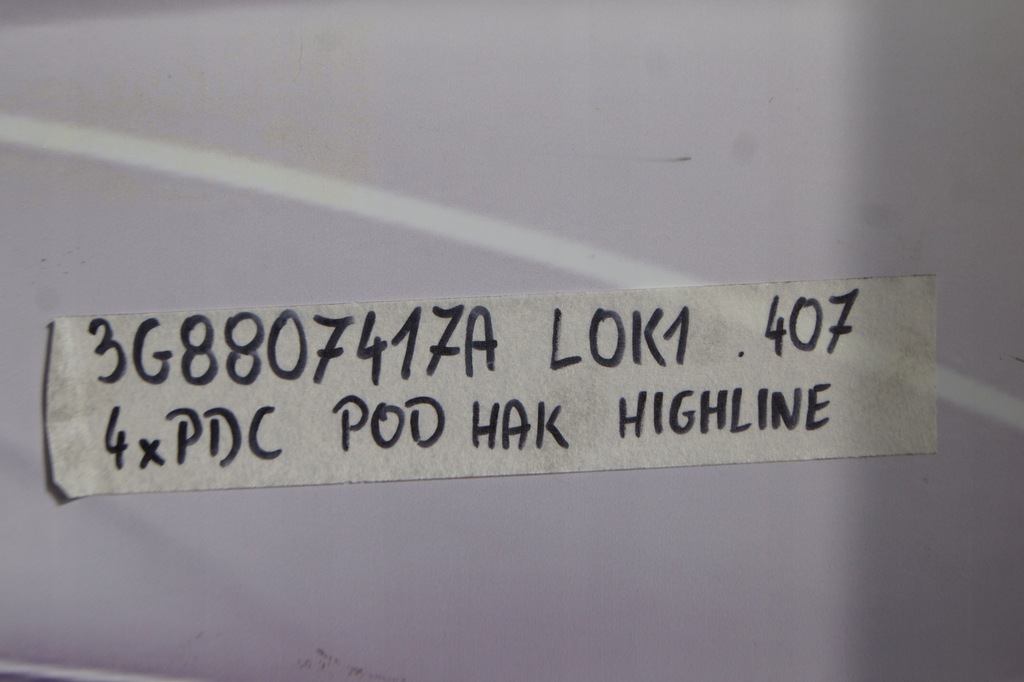 3G8807417A LOK1 . 407
4xPDC POD HAK HIGHLINE